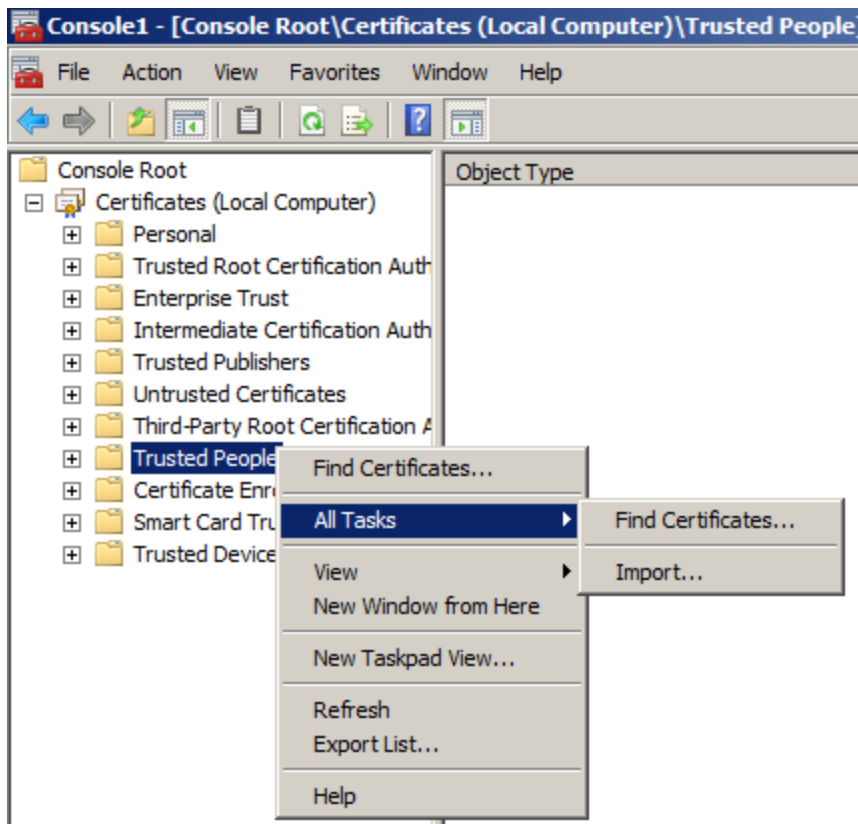 Console1 - [Console Root\Certificates (Local Computer)\Trusted People]
File Action View Favorites Window Help
Console Root
Object Type
Certificates (Local Computer)
Personal
Trusted Root Certification Auth
Enterprise Trust
Intermediate Certification Auth
Trusted Publishers
Untrusted Certificates
Third-Party Root Certification A
Trusted People
Certificate Enr
Smart Card Tru
Trusted Device
Find Certificates...
All Tasks
View
New Window from Here
New Taskpad View...
Refresh
Export List...
Help
Find Certificates...
Import...